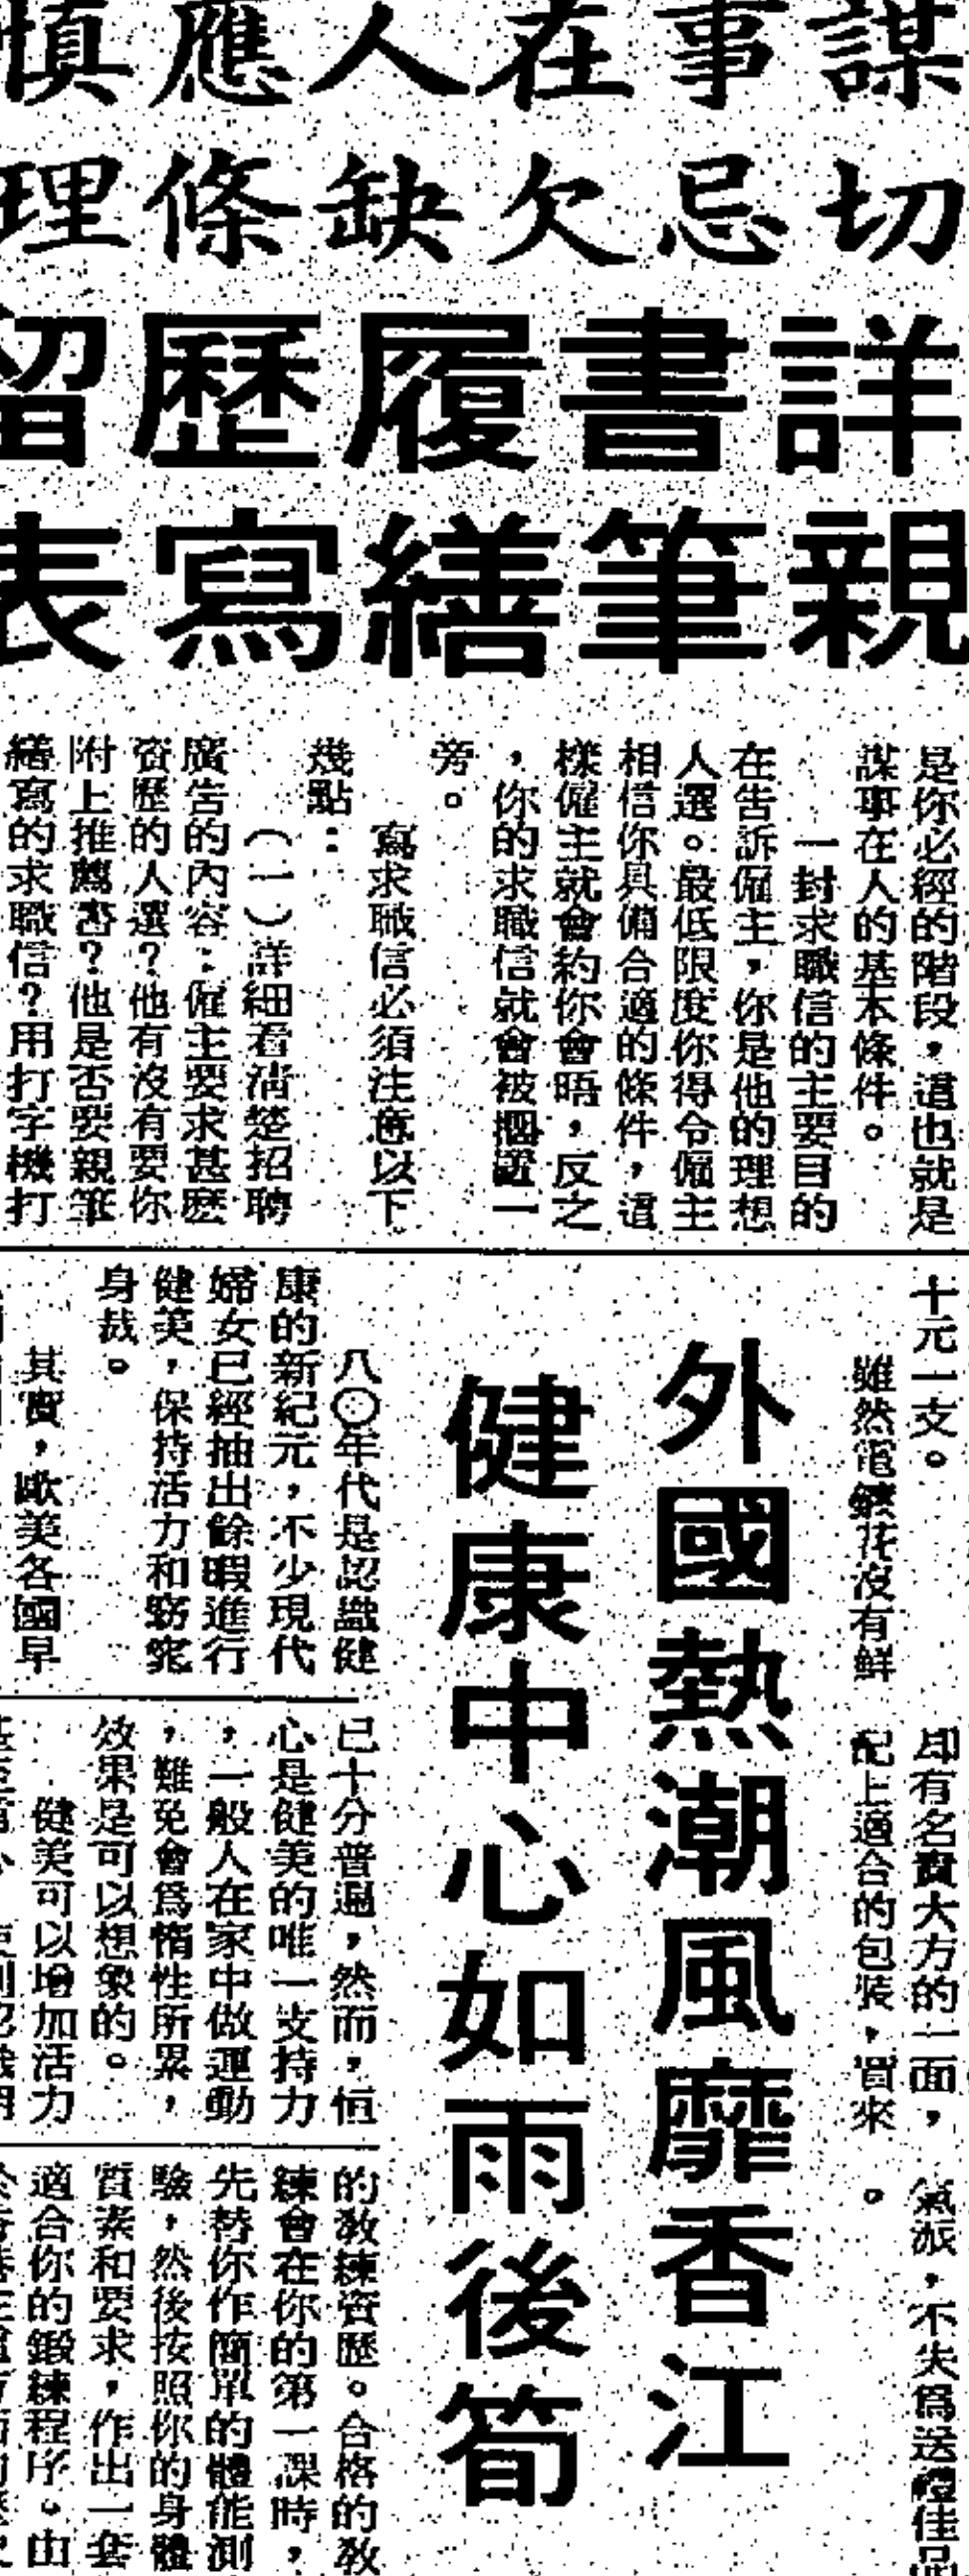 謀事在人應慎
切忌欠缺條理
詳書履歷留
親筆繕寫表
是你必經的階段，這也就是
謀事在人的基本條件。
一封求職信的主要目的
在告訴僱主，你是他的理想
人選。最低限度你得令僱主
相信你具備合適的條件，這
樣僱主就會約你會晤，反之
，你的求職信就會被擱置一
旁。
寫求職信必須注意以下
幾點：
（一）詳細看清楚招聘
廣告的內容：僱主要求甚麽
資歷的人選？他有沒有要你
附上推薦書？他是否要親筆
繕寫的求職信？用打字機打
十元一支。
雖然電鍍花沒有鮮
却有名貴大方的一面，
配上適合的包裝，買來
氣派，不失爲送禮佳品
。
外國熱潮風靡香江
健康中心如雨後筍
八〇年代是認識健
康的新紀元，不少現代
婦女已經抽出餘暇進行
健美，保持活力和窈窕
身裁。
其實，歐美各國早
已十分普遍，然而，恒
心是健美的唯一支持力
，一般人在家中做運動
，難免會爲惰性所累，
效果是可以想象的。
健美可以增加活力
的教練資歷。合格的教
練會在你的第一課時，
先替你作簡單的體能測
驗，然後按照你的身體
質素和要求，作出一套
適合你的鍛練程序。由